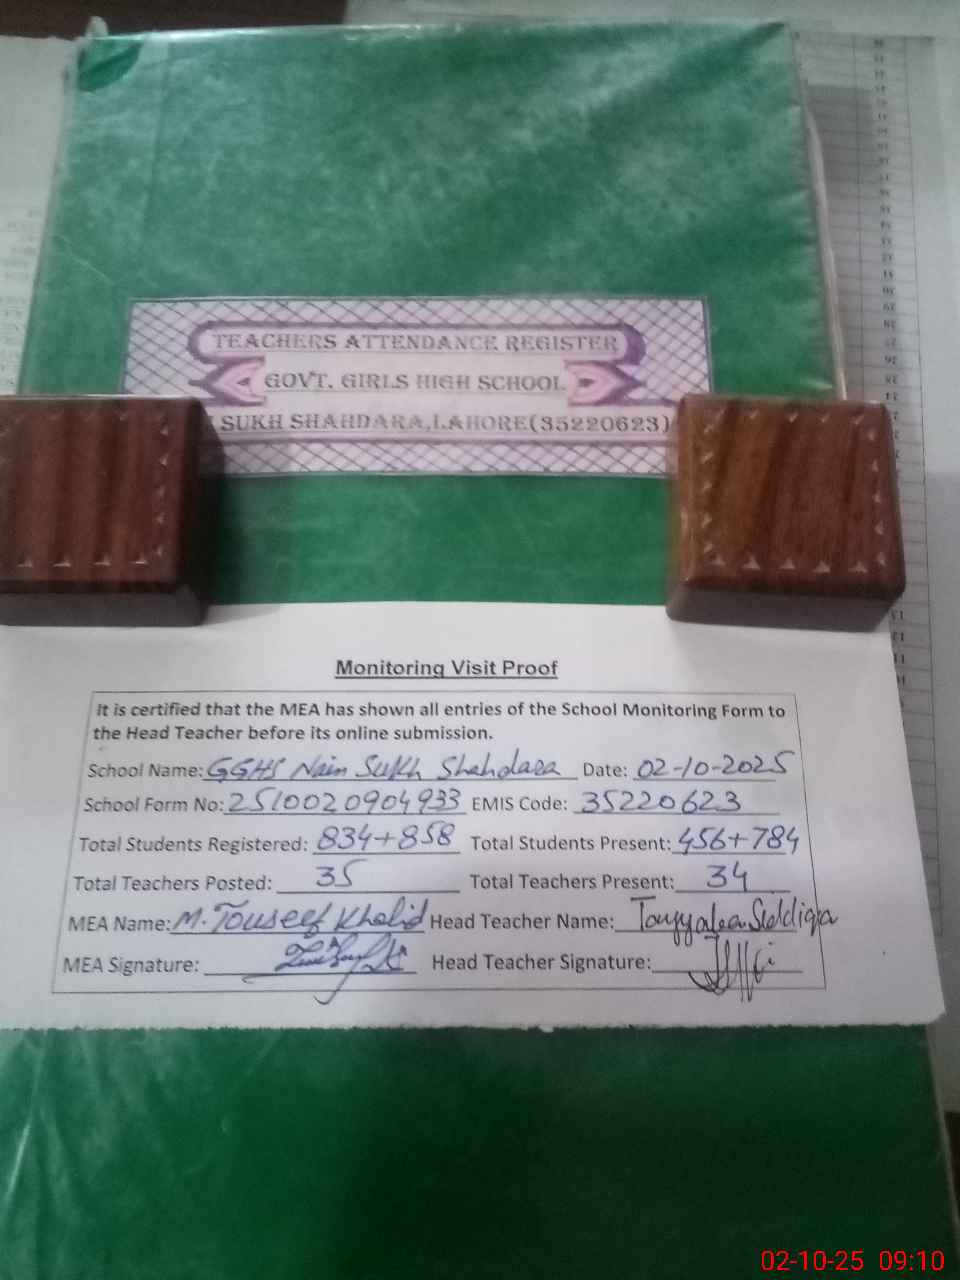 TEACHERS ATTENDANCE REGISTER
GOVT. GIRLS HIGH SCHOOL
SUKH SHAHDARA,LAHORE(35220623)
Monitoring Visit Proof
It is certified that the MEA has shown all entries of the School Monitoring Form to
the Head Teacher before its online submission.
School Name: GGHS Nain Sukh Shahdara Date: 02-10-2025
School Form No: 2510020904933 EMIS Code: 35220623
Total Students Registered: 834+858 Total Students Present: 456+784
Total Teachers Posted: 35 Total Teachers Present: 34
MEA Name: M. Touseef Khalid Head Teacher Name: Siddiqa
MEA Signature: Head Teacher Signature:
02-10-25 09:10